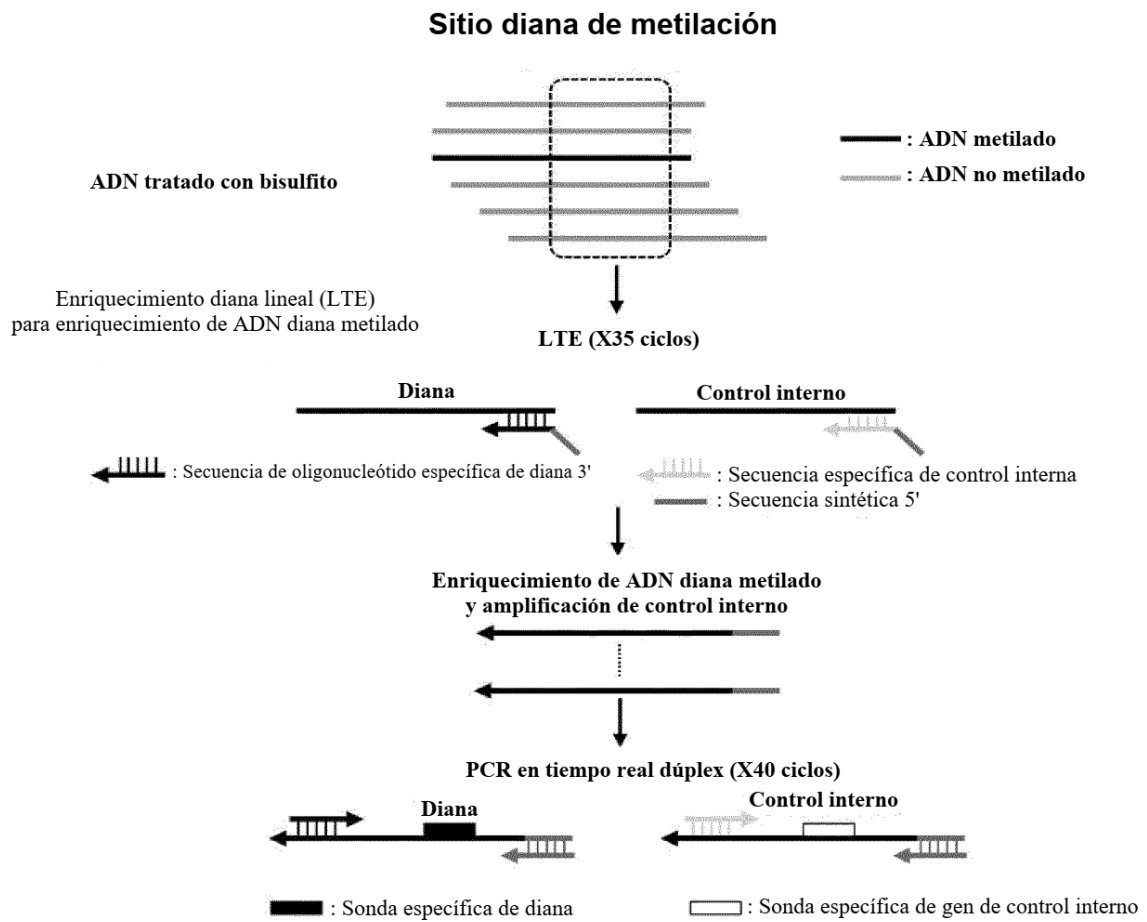 Sitio diana de metilación
ADN tratado con bisulfito
: ADN metilado
: ADN no metilado
Enriquecimiento diana lineal (LTE)
para enriquecimiento de ADN diana metilado
LTE (X35 ciclos)
Diana
Control interno
: Secuencia de oligonucleótido específica de diana 3'
: Secuencia específica de control interna
: Secuencia sintética 5'
Enriquecimiento de ADN diana metilado
y amplificación de control interno
PCR en tiempo real dúplex (X40 ciclos)
Diana
Control interno
: Sonda específica de diana
: Sonda específica de gen de control interno